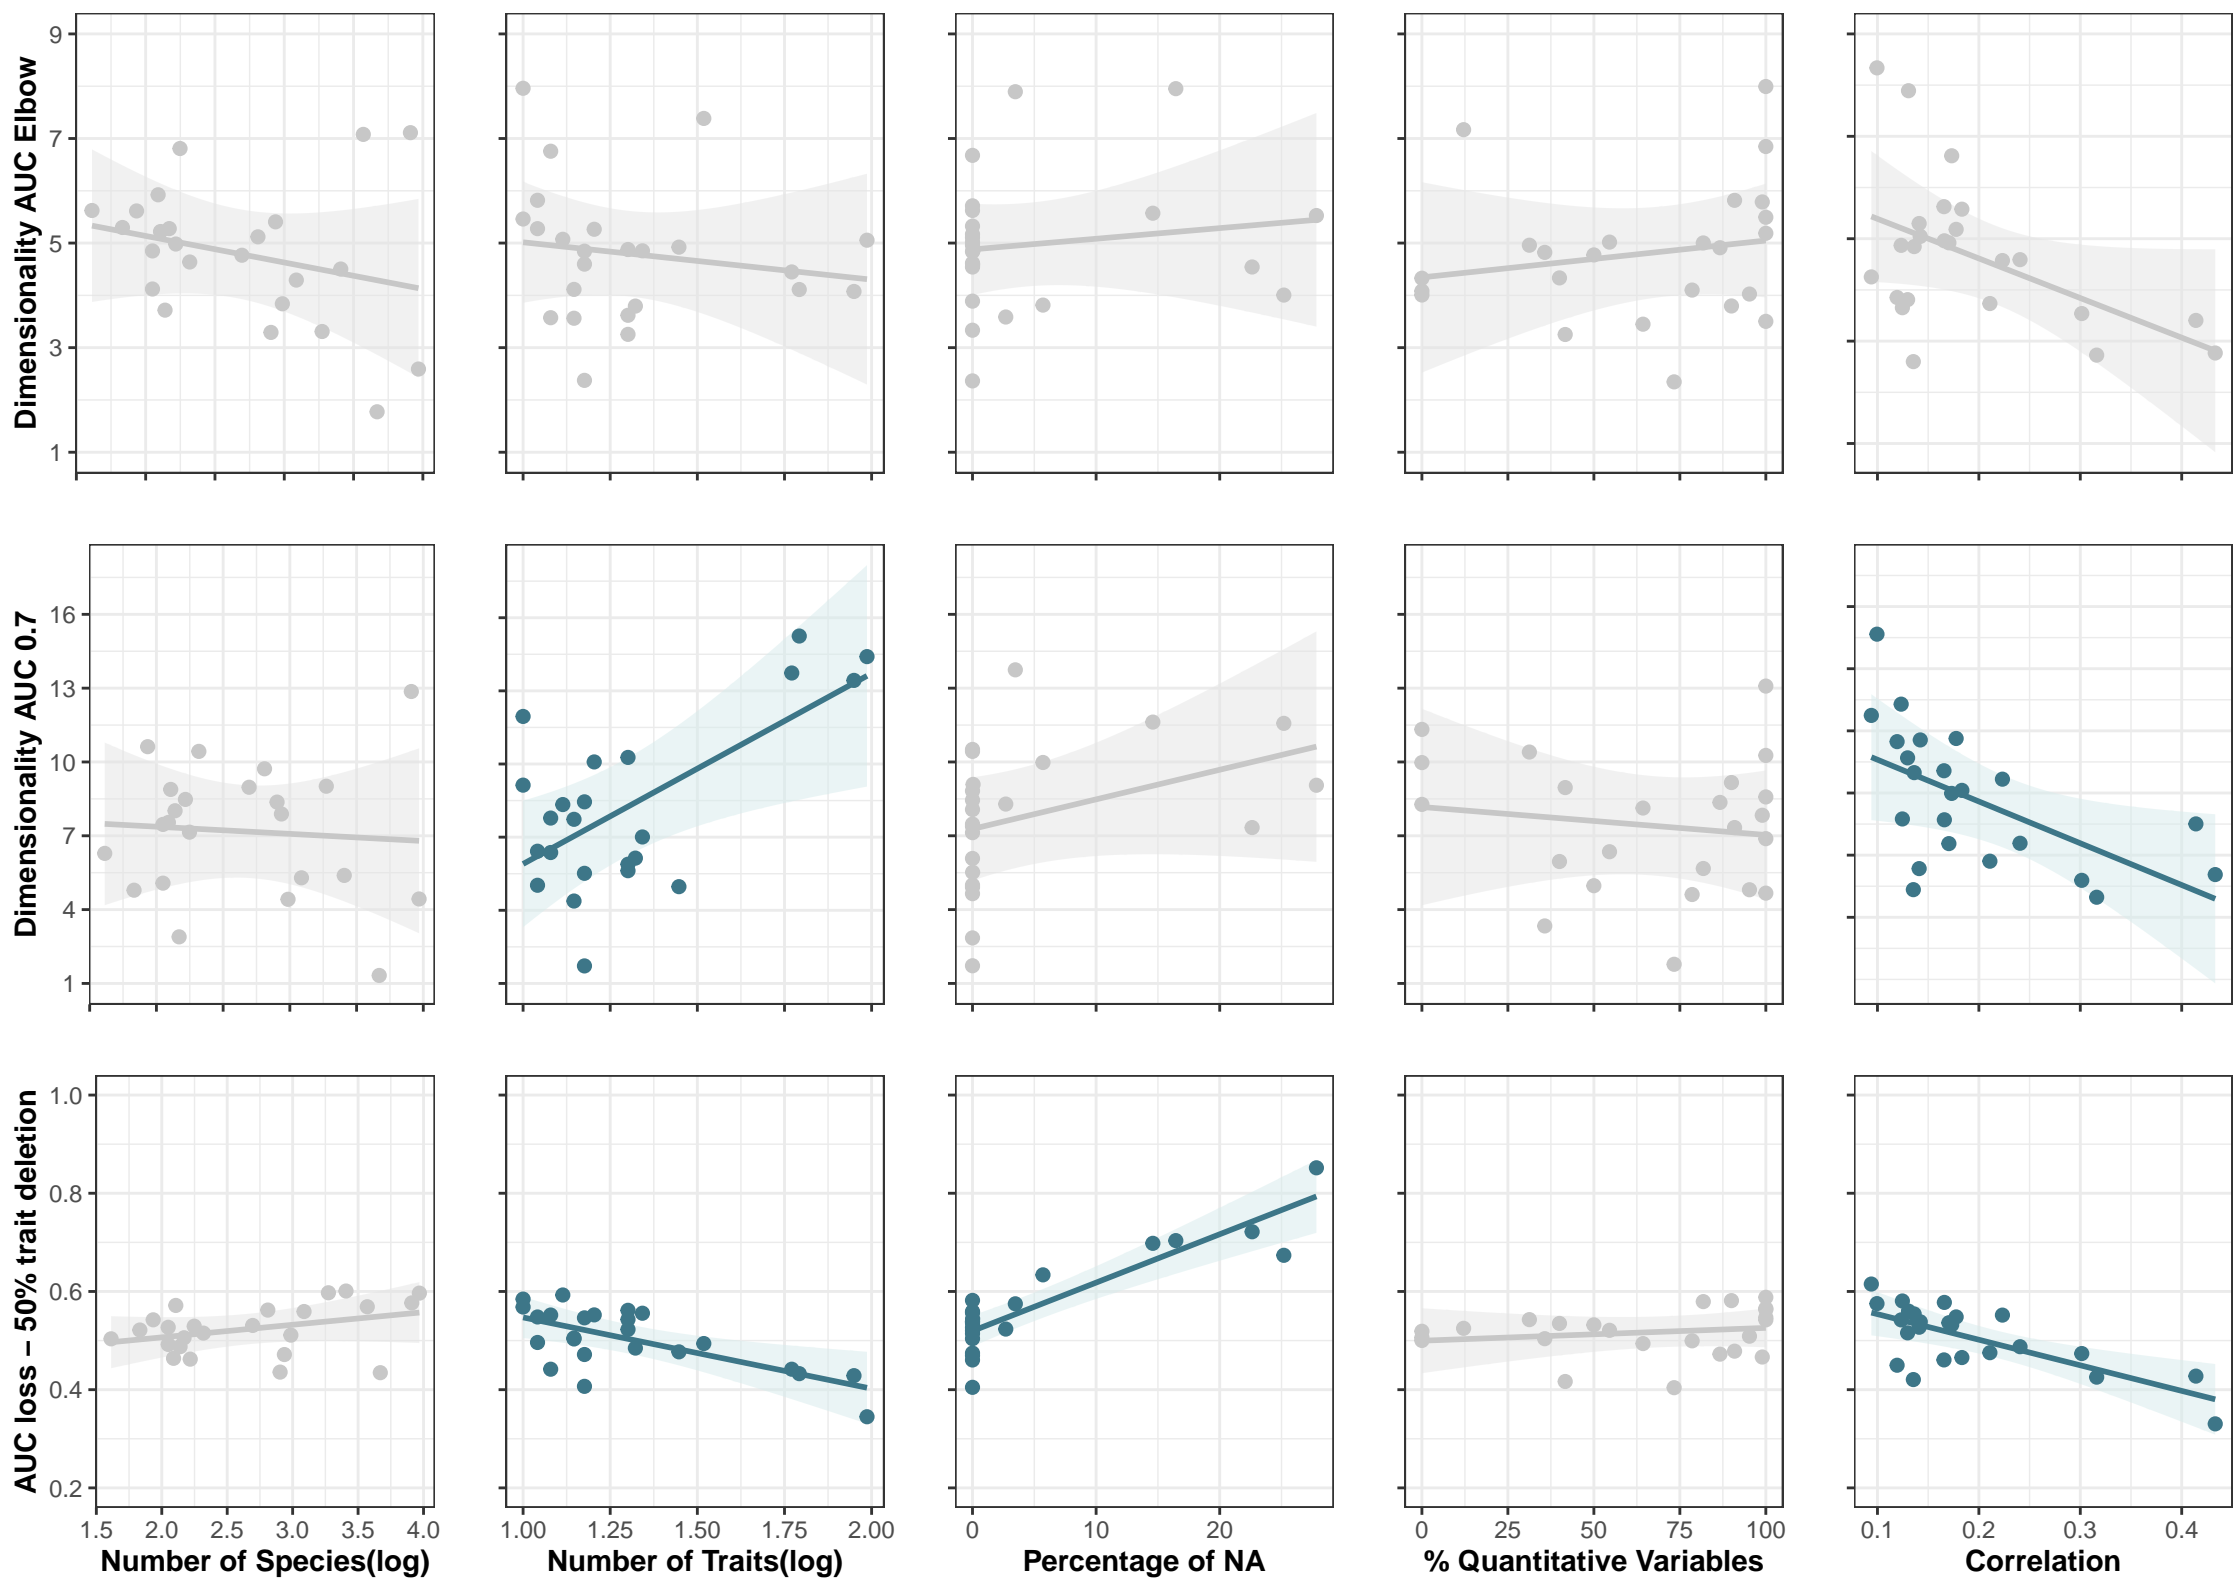 Dimensionality AUC Elbow
9
7
5
3
1
Dimensionality AUC 0.7
16
13
10
7
4
1
AUC loss – 50% trait deletion
1.0
0.8
0.6
0.4
0.2
1.5 2.0 2.5 3.0 3.5 4.0
Number of Species(log)
1.00 1.25 1.50 1.75 2.00
Number of Traits(log)
0 10 20
Percentage of NA
0 25 50 75 100
% Quantitative Variables
0.1 0.2 0.3 0.4
Correlation